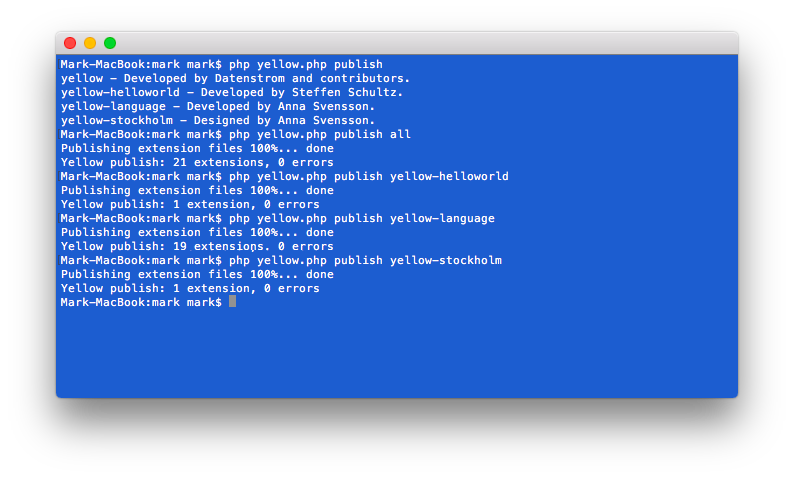 Mark-MacBook:mark mark$ php yellow.php publish
yellow – Developed by Datenstrom and contributors.
yellow-helloworld – Developed by Steffen Schultz.
yellow-language – Developed by Anna Svensson.
yellow-stockholm – Designed by Anna Svensson.
Mark-MacBook:mark mark$ php yellow.php publish all
Publishing extension files 100%... done
Yellow publish: 21 extensions, 0 errors
Mark-MacBook:mark mark$ php yellow.php publish yellow-helloworld
Publishing extension files 100%... done
Yellow publish: 1 extension, 0 errors
Mark-MacBook:mark mark$ php yellow.php publish yellow-language
Publishing extension files 100%... done
Yellow publish: 19 extensions. 0 errors
Mark-MacBook:mark mark$ php yellow.php publish yellow-stockholm
Publishing extension files 100%... done
Yellow publish: 1 extension, 0 errors
Mark-MacBook:mark mark$